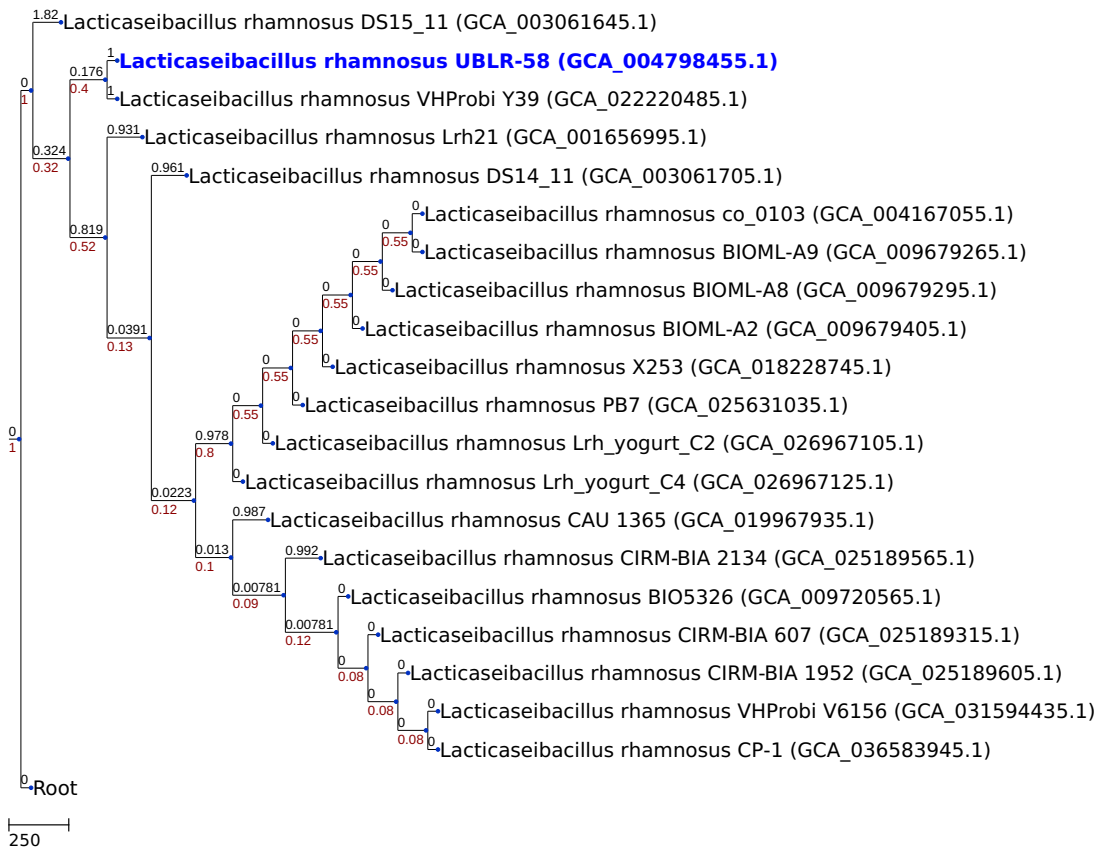 1.82 Lacticaseibacillus rhamnosus DS15_11 (GCA_003061645.1)
1 Lacticaseibacillus rhamnosus UBLR-58 (GCA_004798455.1)
0.176
0.4
0
1
1 Lacticaseibacillus rhamnosus VHProbi Y39 (GCA_022220485.1)
0.931 Lacticaseibacillus rhamnosus Lrh21 (GCA_001656995.1)
0.324
0.32
0.961 Lacticaseibacillus rhamnosus DS14_11 (GCA_003061705.1)
0 Lacticaseibacillus rhamnosus co_0103 (GCA_004167055.1)
0
0.55
0.819
0.52
0 Lacticaseibacillus rhamnosus BIOML-A9 (GCA_009679265.1)
0
0.55
0 Lacticaseibacillus rhamnosus BIOML-A8 (GCA_009679295.1)
0
0.55
0 Lacticaseibacillus rhamnosus BIOML-A2 (GCA_009679405.1)
0
0.55
0.0391
0.13
0 Lacticaseibacillus rhamnosus X253 (GCA_018228745.1)
0
0.55
0 Lacticaseibacillus rhamnosus PB7 (GCA_025631035.1)
0
0.55
0 Lacticaseibacillus rhamnosus Lrh_yogurt_C2 (GCA_026967105.1)
0.978
0.8
0
1
0 Lacticaseibacillus rhamnosus Lrh_yogurt_C4 (GCA_026967125.1)
0.0223
0.12
0.987 Lacticaseibacillus rhamnosus CAU 1365 (GCA_019967935.1)
0.013
0.1
0.992 Lacticaseibacillus rhamnosus CIRM-BIA 2134 (GCA_025189565.1)
0.00781
0.09
0 Lacticaseibacillus rhamnosus BIO5326 (GCA_009720565.1)
0.00781
0.12
0 Lacticaseibacillus rhamnosus CIRM-BIA 607 (GCA_025189315.1)
0
0.08
0 Lacticaseibacillus rhamnosus CIRM-BIA 1952 (GCA_025189605.1)
0
0.08
0 Lacticaseibacillus rhamnosus VHProbi V6156 (GCA_031594435.1)
0
0.08
0 Lacticaseibacillus rhamnosus CP-1 (GCA_036583945.1)
0 Root
250